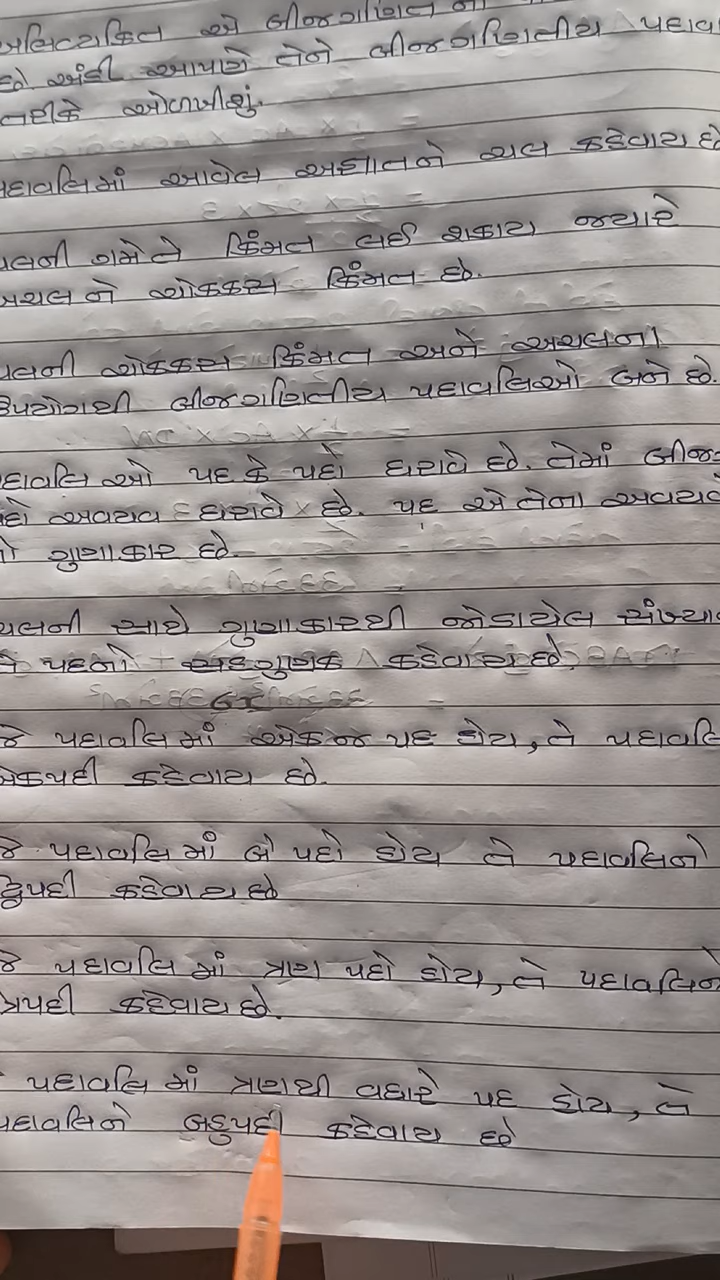 અભિવ્યક્તિ એ બીજગણિત ની
છે અંહી આપણે તેને બીજગણિતીય પદાવ
તરીકે ઓળખીશું.
પદાવલિમાં આવેલ અજ્ઞાતને ચલ કહેવાય છે
ચલની ગમે તે કિંમત લઈ શકાય જ્યારે
અચલ ને ચોક્કસ કિંમત છે.
ચલની ચોક્કસ કિંમત અને અચલના
ઉપયોગથી બીજગણિતીય પદાવલિઓ બને છે.
પદાવલિ ઓ પદ કે પદો ધરાવે છે. તેમાં બીજ
પદો અવયવ ધરાવે છે. પદ એ તેના અવયવ
નો ગુણાકાર છે
ચલની સાથે ગુણાકારથી જોડાયેલ સંખ્યા
ને પદનો સહગુણક કહેવાય છે.
જે પદાવલિ માં એક જ પદ હોય, તે પદાવલિ
એકપદી કહેવાય છે.
જે પદાવલિ માં બે પદો હોય તે પદાવલિને
દ્વિપદી કહેવાય છે
જે પદાવલિ માં ત્રણ પદો હોય, તે પદાવલિને
ત્રિપદી કહેવાય છે.
પદાવલિ માં ત્રણથી વધારે પદ હોય, તે
પદાવલિને બહુપદી કહેવાય છે